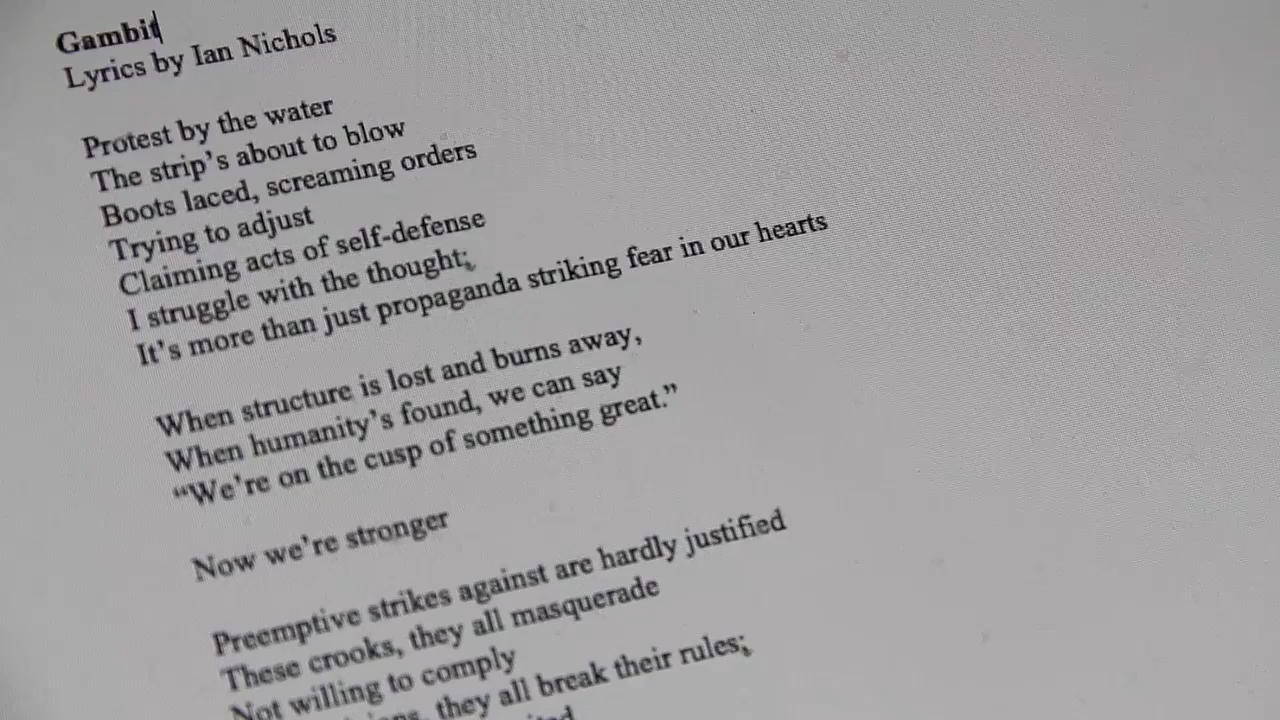 Gambit
Lyrics by Ian Nichols
Protest by the water
The strip’s about to blow
Boots laced, screaming orders
Trying to adjust
Claiming acts of self-defense
I struggle with the thought;
It’s more than just propaganda striking fear in our hearts
When structure is lost and burns away,
When humanity’s found, we can say
“We’re on the cusp of something great.”
Now we’re stronger
Preemptive strikes against are hardly justified
These crooks, they all masquerade
Not willing to comply
they all break their rules;